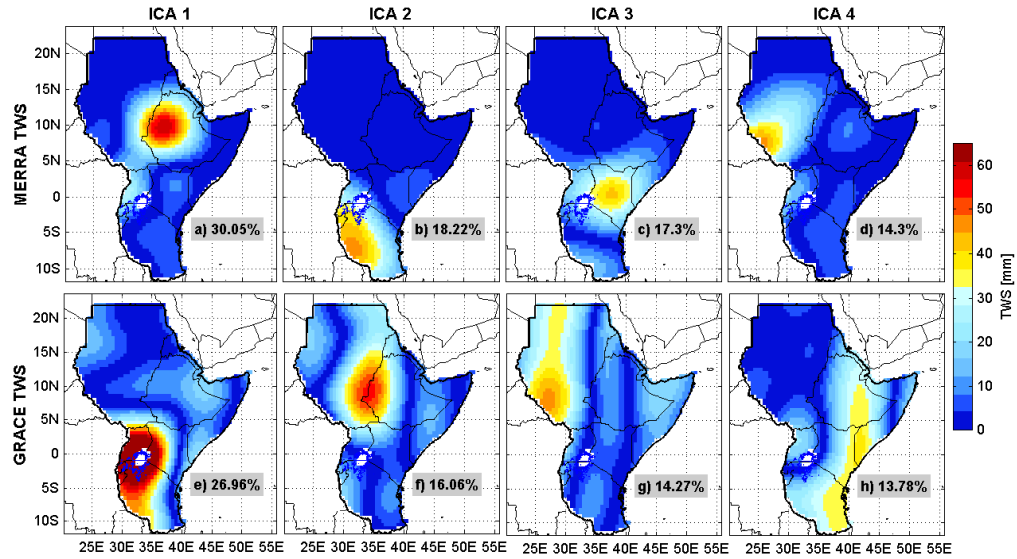 ICA 1 ICA 2 ICA 3 ICA 4
MERRA TWS
20N
15N
10N
5N
0
5S
10S
a) 30.05%
b) 18.22%
c) 17.3%
d) 14.3%
GRACE TWS
20N
15N
10N
5N
0
5S
10S
e) 26.96%
f) 16.06%
g) 14.27%
h) 13.78%
25E 30E 35E 40E 45E 50E 55E
25E 30E 35E 40E 45E 50E 55E
25E 30E 35E 40E 45E 50E 55E
25E 30E 35E 40E 45E 50E 55E
60
50
40
30
20
10
0
TWS [mm]